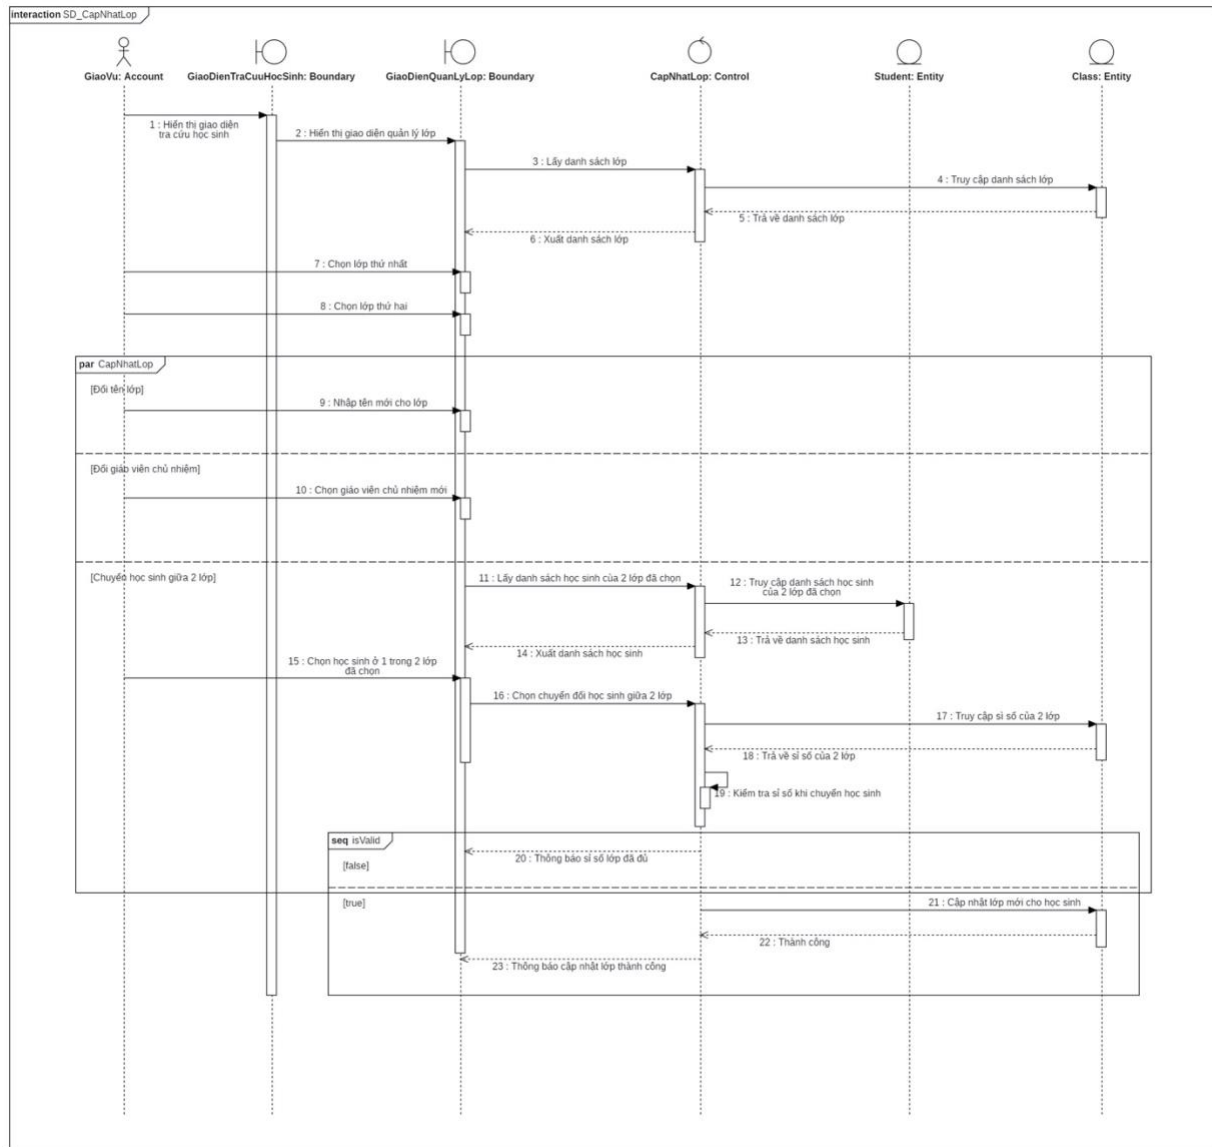 interaction SD_CapNhatLop
GiaoVu: Account
GiaoDienTraCuuHocSinh: Boundary
GiaoDienQuanLyLop: Boundary
CapNhatLop: Control
Student: Entity
Class: Entity
1 : Hiển thị giao diện
tra cứu học sinh
2 : Hiển thị giao diện quản lý lớp
3 : Lấy danh sách lớp
4 : Truy cập danh sách lớp
5 : Trả về danh sách lớp
6 : Xuất danh sách lớp
7 : Chọn lớp thứ nhất
8 : Chọn lớp thứ hai
par CapNhatLop
[Đổi tên lớp]
9 : Nhập tên mới cho lớp
[Đổi giáo viên chủ nhiệm]
10 : Chọn giáo viên chủ nhiệm mới
[Chuyển học sinh giữa 2 lớp]
11 : Lấy danh sách học sinh của 2 lớp đã chọn
12 : Truy cập danh sách học sinh
của 2 lớp đã chọn
13 : Trả về danh sách học sinh
14 : Xuất danh sách học sinh
15 : Chọn học sinh ở 1 trong 2 lớp
đã chọn
16 : Chọn chuyển đổi học sinh giữa 2 lớp
17 : Truy cập sỉ số của 2 lớp
18 : Trả về sỉ số của 2 lớp
19 : Kiểm tra sỉ số khi chuyển học sinh
seq isValid
20 : Thông báo sỉ số lớp đã đủ
[false]
[true]
21 : Cập nhật lớp mới cho học sinh
22 : Thành công
23 : Thông báo cập nhật lớp thành công